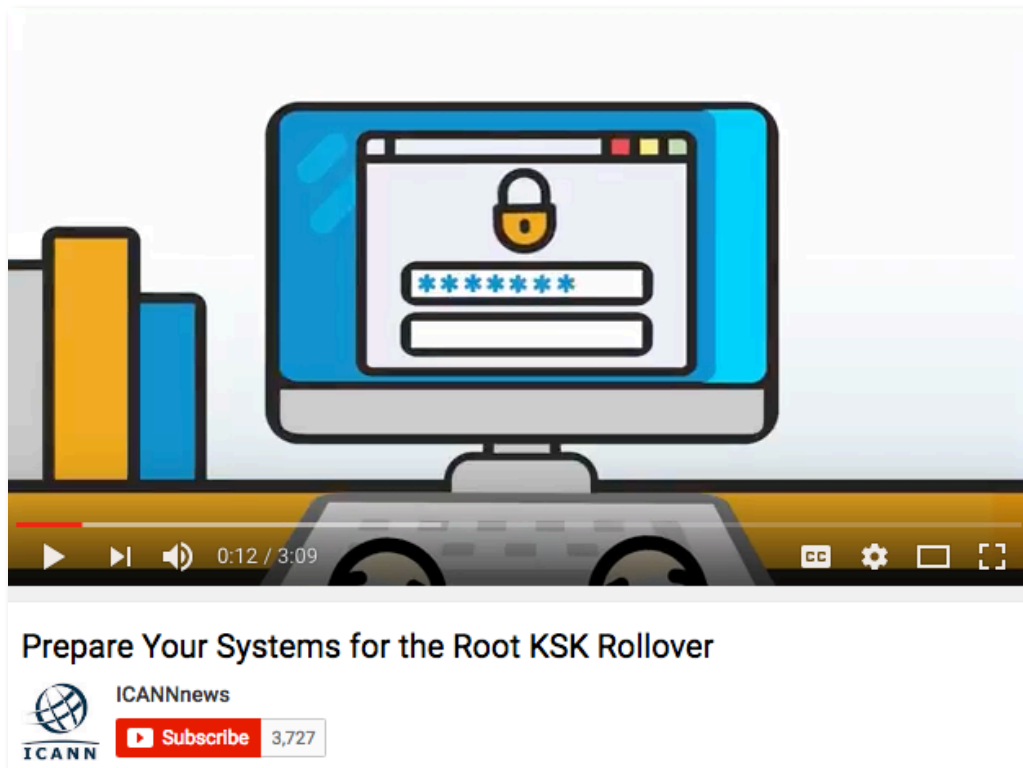 *******
0:12 / 3:09
CC
Prepare Your Systems for the Root KSK Rollover
ICANNnews
ICANN
Subscribe 3,727